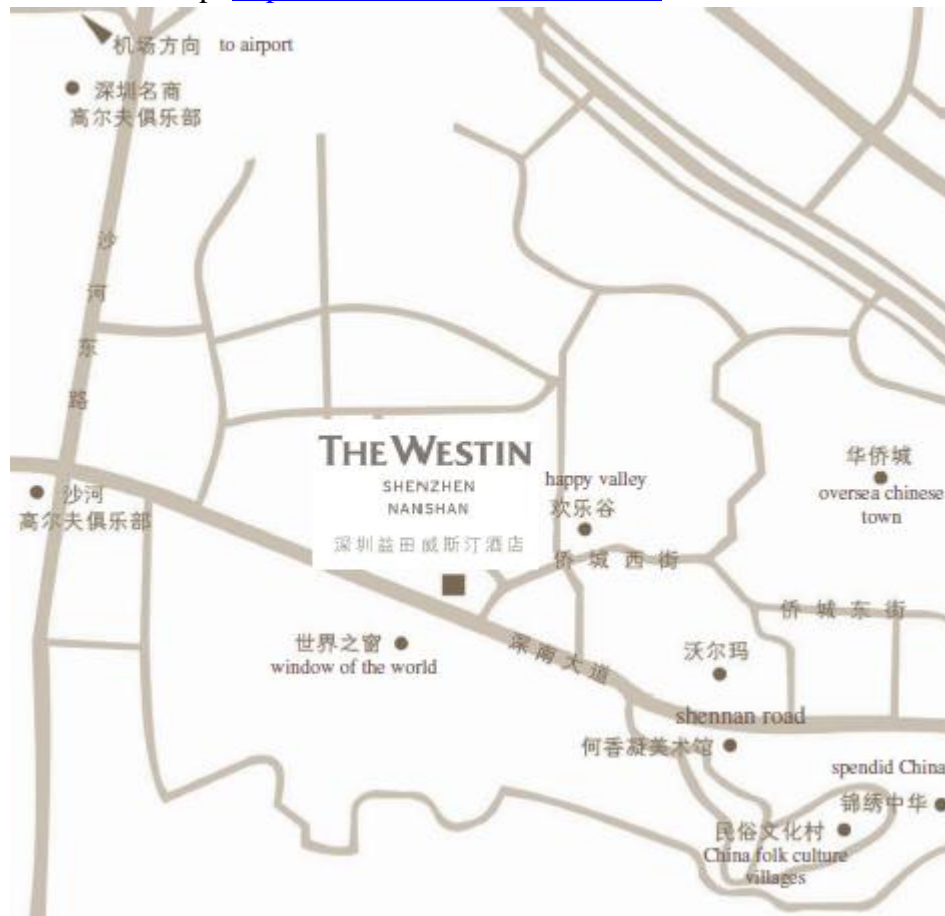 机场方向 to airport
深圳名商
高尔夫俱乐部
沙河东路
THE WESTIN
SHENZHEN
NANSHAN
深圳益田威斯汀酒店
happy valley
欢乐谷
华侨城
oversea chinese
town
沙河
高尔夫俱乐部
侨城西街
侨城东街
世界之窗
window of the world
深南大道
沃尔玛
shennan road
何香凝美术馆
spendid China
锦绣中华
民俗文化村
China folk culture
villages